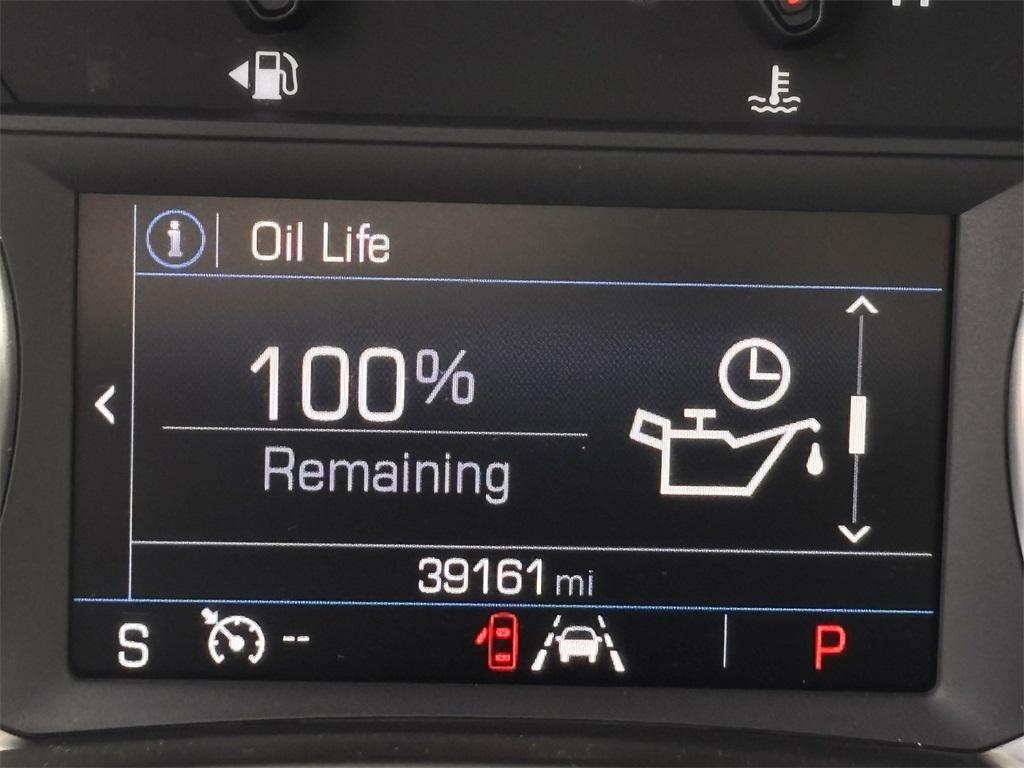 Oil Life
100%
Remaining
39161 mi
S -- P